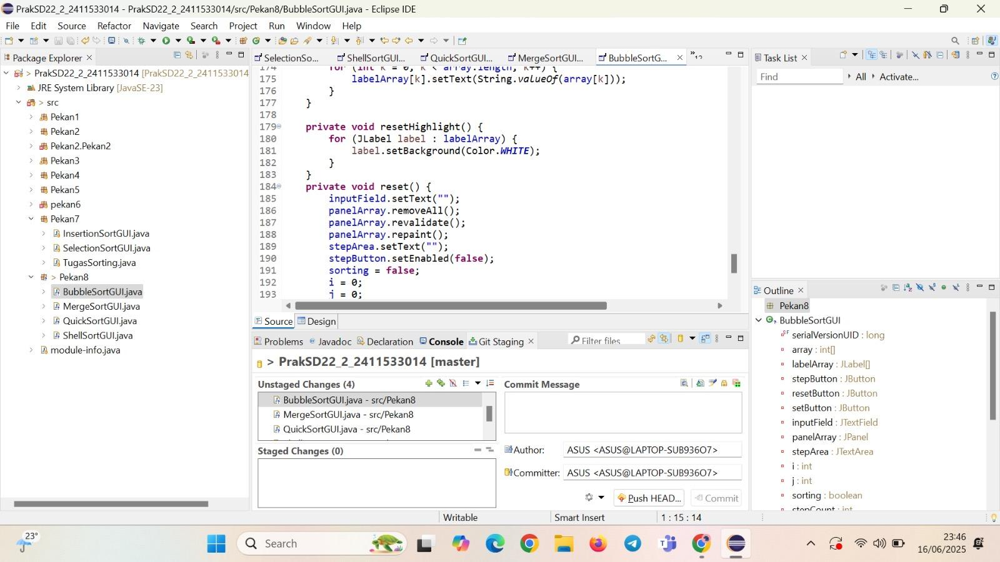 PrakSD22_2_2411533014 - PrakSD22_2_2411533014/src/Pekan8/BubbleSortGUI.java - Eclipse IDE
File Edit Source Refactor Navigate Search Project Run Window Help
Package Explorer
> PrakSD22_2_2411533014 [PrakSD22_2_2411533014
JRE System Library [JavaSE-23]
> src
Pekan1
Pekan2
Pekan2.Pekan2
Pekan3
Pekan4
Pekan5
pekan6
Pekan7
InsertionSortGUI.java
SelectionSortGUI.java
TugasSorting.java
> Pekan8
BubbleSortGUI.java
MergeSortGUI.java
QuickSortGUI.java
ShellSortGUI.java
module-info.java
SelectionSo... ShellSortGUI... QuickSortGUI... MergeSortGUI... BubbleSortG... »12
174 for (int k = 0; k < array.length; k++) {
175 labelArray[k].setText(String.valueOf(array[k]));
176 }
177 }
178
179 private void resetHighlight() {
180 for (JLabel label : labelArray) {
181 label.setBackground(Color.WHITE);
182 }
183 }
184 private void reset() {
185 inputField.setText("");
186 panelArray.removeAll();
187 panelArray.revalidate();
188 panelArray.repaint();
189 stepArea.setText("");
190 stepButton.setEnabled(false);
191 sorting = false;
192 i = 0;
193 j = 0;
Source Design
Problems Javadoc Declaration Console Git Staging Filter files
> PrakSD22_2_2411533014 [master]
Unstaged Changes (4)
BubbleSortGUI.java - src/Pekan8
MergeSortGUI.java - src/Pekan8
QuickSortGUI.java - src/Pekan8
Staged Changes (0)
Commit Message
Author: ASUS <ASUS@LAPTOP-SUB936O7>
Committer: ASUS <ASUS@LAPTOP-SUB936O7>
Push HEAD... Commit
Task List
Find All Activate...
Outline
Pekan8
BubbleSortGUI
serialVersionUID : long
array : int[]
labelArray : JLabel[]
stepButton : JButton
resetButton : JButton
setButton : JButton
inputField : JTextField
panelArray : JPanel
stepArea : JTextArea
i : int
j : int
sorting : boolean
stepCount : int
Writable Smart Insert 1 : 15 : 14
23°
Search
23:46
16/06/2025